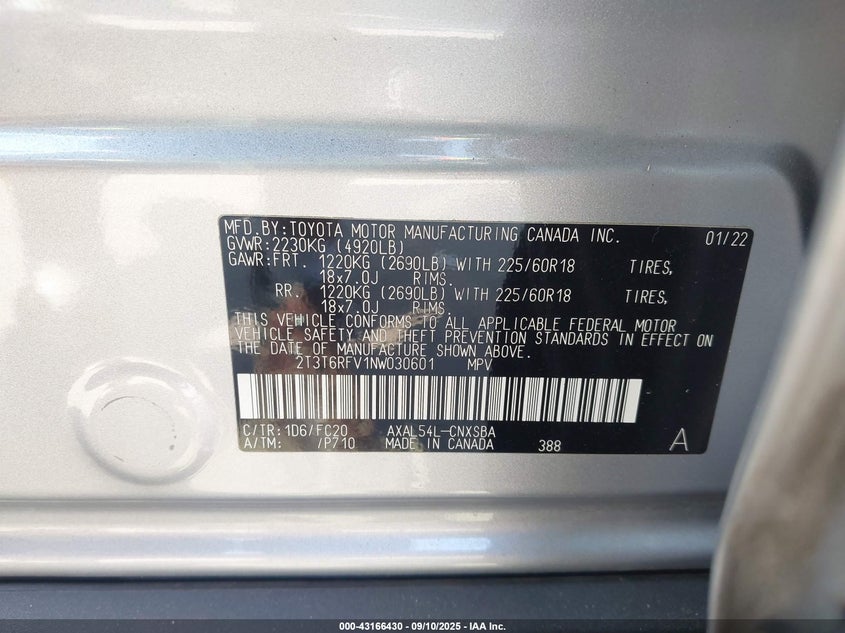 MFD.BY:TOYOTA MOTOR MANUFACTURING CANADA INC. 01/22
GVWR:2230KG (4920LB)
GAWR:FRT. 1220KG (2690LB) WITH 225/60R18 TIRES,
18x7.0J RIMS.
RR. 1220KG (2690LB) WITH 225/60R18 TIRES,
18x7.0J RIMS.
THIS VEHICLE CONFORMS TO ALL APPLICABLE FEDERAL MOTOR
VEHICLE SAFETY AND THEFT PREVENTION STANDARDS IN EFFECT ON
THE DATE OF MANUFACTURE SHOWN ABOVE.
2T3T6RFV1NW030601 MPV
C/TR:1D6/FC20 AXAL54L-CNXSBA
A/TM: /P710 MADE IN CANADA 388 A
000-43166430 - 09/10/2025 - IAA Inc.